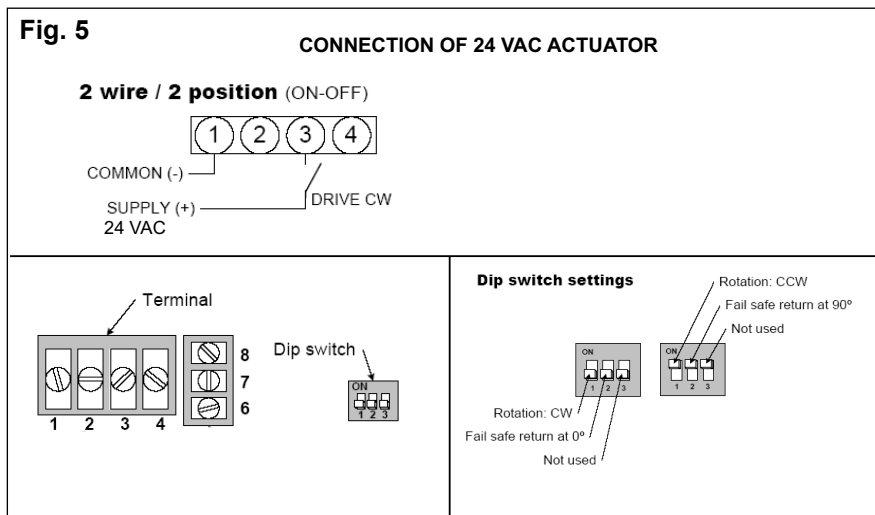 Fig. 5
CONNECTION OF 24 VAC ACTUATOR
2 wire / 2 position (ON-OFF)
1 2 3 4
COMMON (-)
DRIVE CW
SUPPLY (+)
24 VAC
Terminal
8
7
6
1 2 3 4
Dip switch
ON
1 2 3
Dip switch settings
Rotation: CCW
Fail safe return at 90º
Not used
ON
1 2 3
ON
1 2 3
Rotation: CW
Fail safe return at 0º
Not used